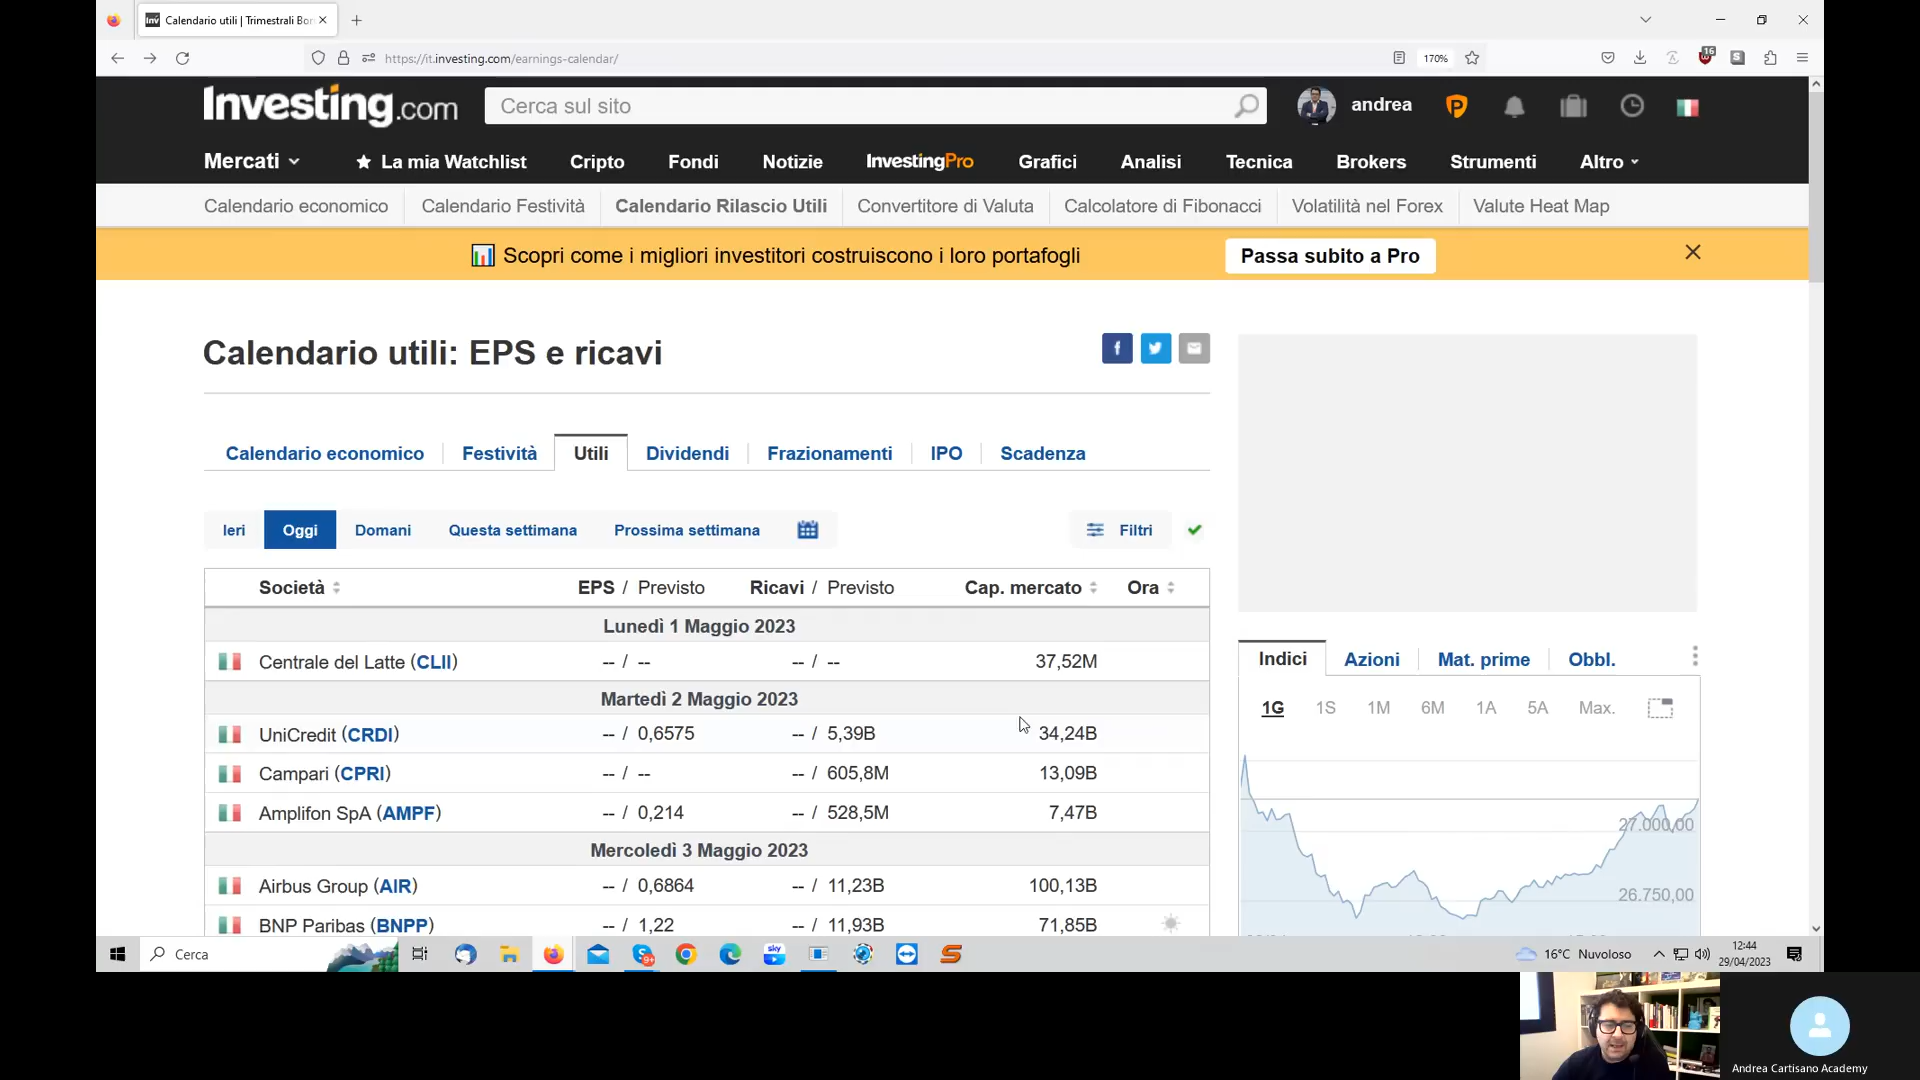 Calendario utili | Trimestrali Bor
https://it.investing.com/earnings-calendar/
170%
16
Investing.com
Cerca sul sito
andrea
Mercati
La mia Watchlist
Cripto
Fondi
Notizie
InvestingPro
Grafici
Analisi
Tecnica
Brokers
Strumenti
Altro
Calendario economico
Calendario Festività
Calendario Rilascio Utili
Convertitore di Valuta
Calcolatore di Fibonacci
Volatilità nel Forex
Valute Heat Map
Scopri come i migliori investitori costruiscono i loro portafogli
Passa subito a Pro
Calendario utili: EPS e ricavi
Calendario economico
Festività
Utili
Dividendi
Frazionamenti
IPO
Scadenza
Ieri
Oggi
Domani
Questa settimana
Prossima settimana
Filtri
Società EPS / Previsto Ricavi / Previsto Cap. mercato Ora
Lunedì 1 Maggio 2023
Centrale del Latte (CLII) -- / -- -- / -- 37,52M
Martedì 2 Maggio 2023
UniCredit (CRDI) -- / 0,6575 -- / 5,39B 34,24B
Campari (CPRI) -- / -- -- / 605,8M 13,09B
Amplifon SpA (AMPF) -- / 0,214 -- / 528,5M 7,47B
Mercoledì 3 Maggio 2023
Airbus Group (AIR) -- / 0,6864 -- / 11,23B 100,13B
BNP Paribas (BNPP) -- / 1,22 -- / 11,93B 71,85B
Indici
Azioni
Mat. prime
Obbl.
1G
1S
1M
6M
1A
5A
Max.
27.000,00
26.750,00
Cerca
sky
9+
16°C Nuvoloso
12:44
29/04/2023
Andrea Cartisano Academy